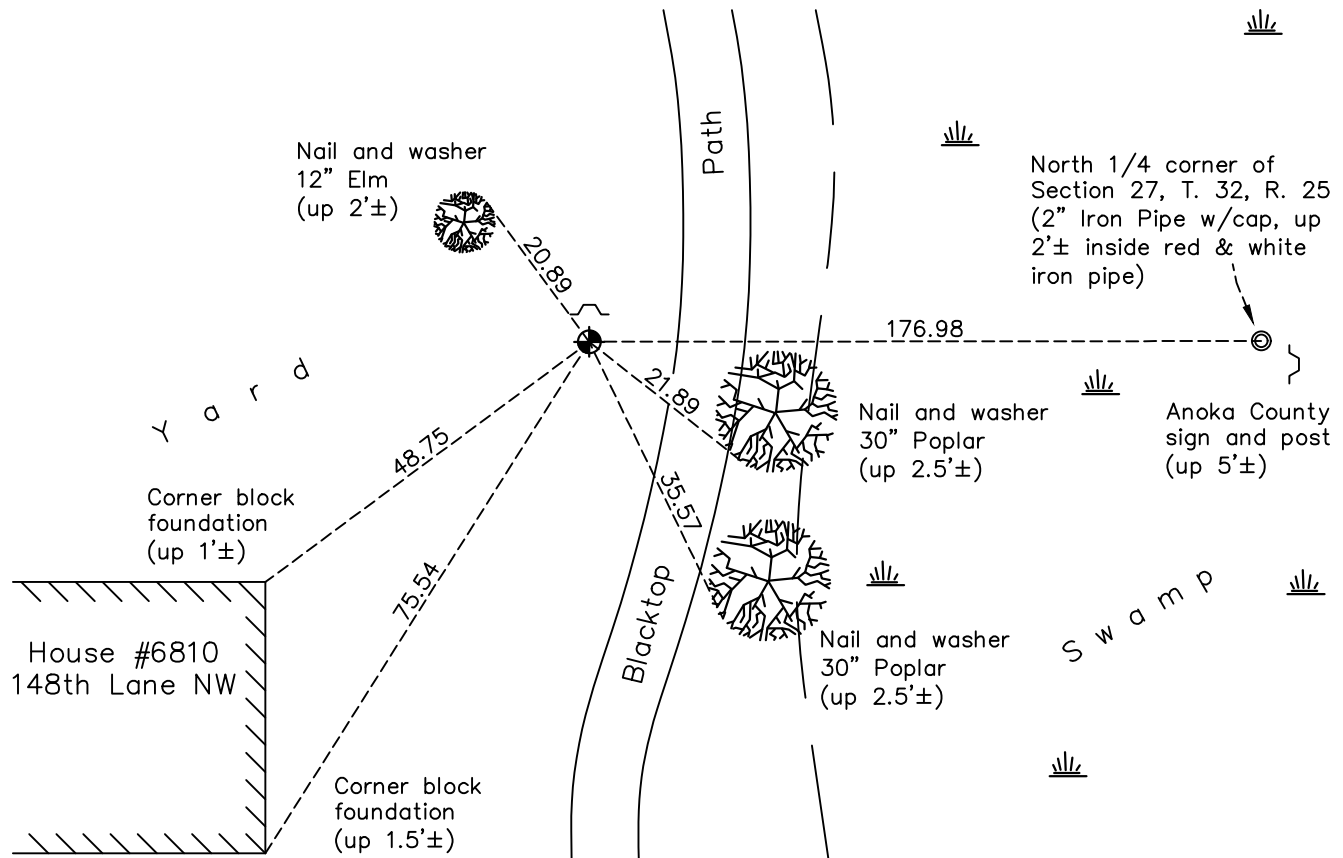 Nail and washer
12” Elm
(up 2'±)
20.89
Path
North 1/4 corner of
Section 27, T. 32, R. 25
(2” Iron Pipe w/cap, up
2'± inside red & white
iron pipe)
176.98
Yard
21.89
Nail and washer
30” Poplar
(up 2.5'±)
Anoka County
sign and post
(up 5'±)
48.75
35.57
Corner block
foundation
(up 1'±)
75.54
Blacktop
Swamp
House #6810
148th Lane NW
Nail and washer
30” Poplar
(up 2.5'±)
Corner block
foundation
(up 1.5'±)